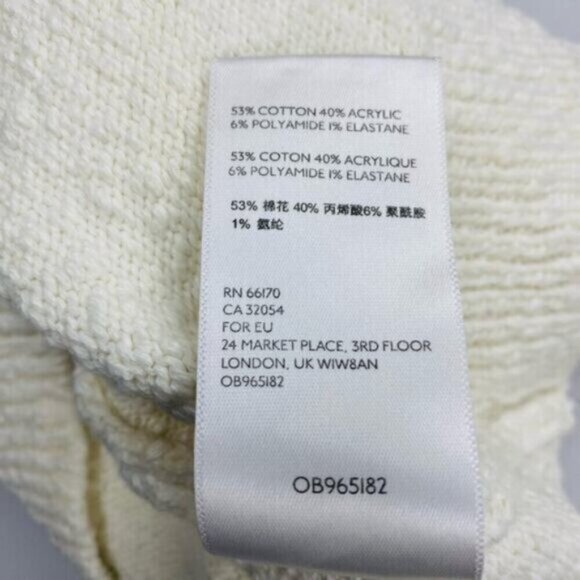 53% COTTON 40% ACRYLIC
6% POLYAMIDE 1% ELASTANE
53% COTON 40% ACRYLIQUE
6% POLYAMIDE 1% ELASTANE
53% 棉花 40% 丙烯酸6% 聚酰胺
1% 氨纶
RN 66170
CA 32054
FOR EU
24 MARKET PLACE, 3RD FLOOR
LONDON, UK W1W8AN
OB965182
OB965182